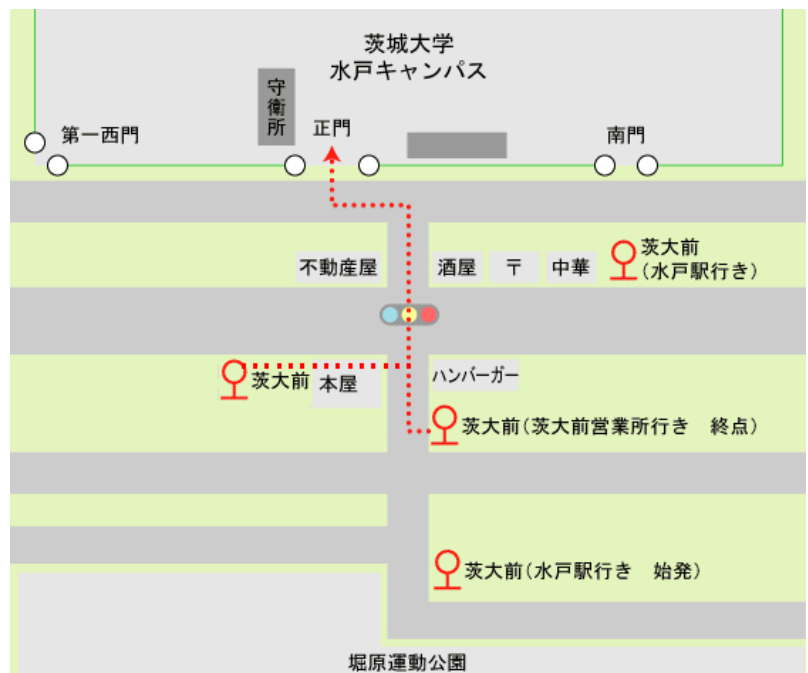 茨城大学
水戸キャンパス
守衛所
第一西門
正門
南門
不動産屋
酒屋
〒
中華
茨大前
(水戸駅行き)
茨大前
本屋
ハンバーガー
茨大前(茨大前営業所行き　終点)
茨大前(水戸駅行き　始発)
堀原運動公園